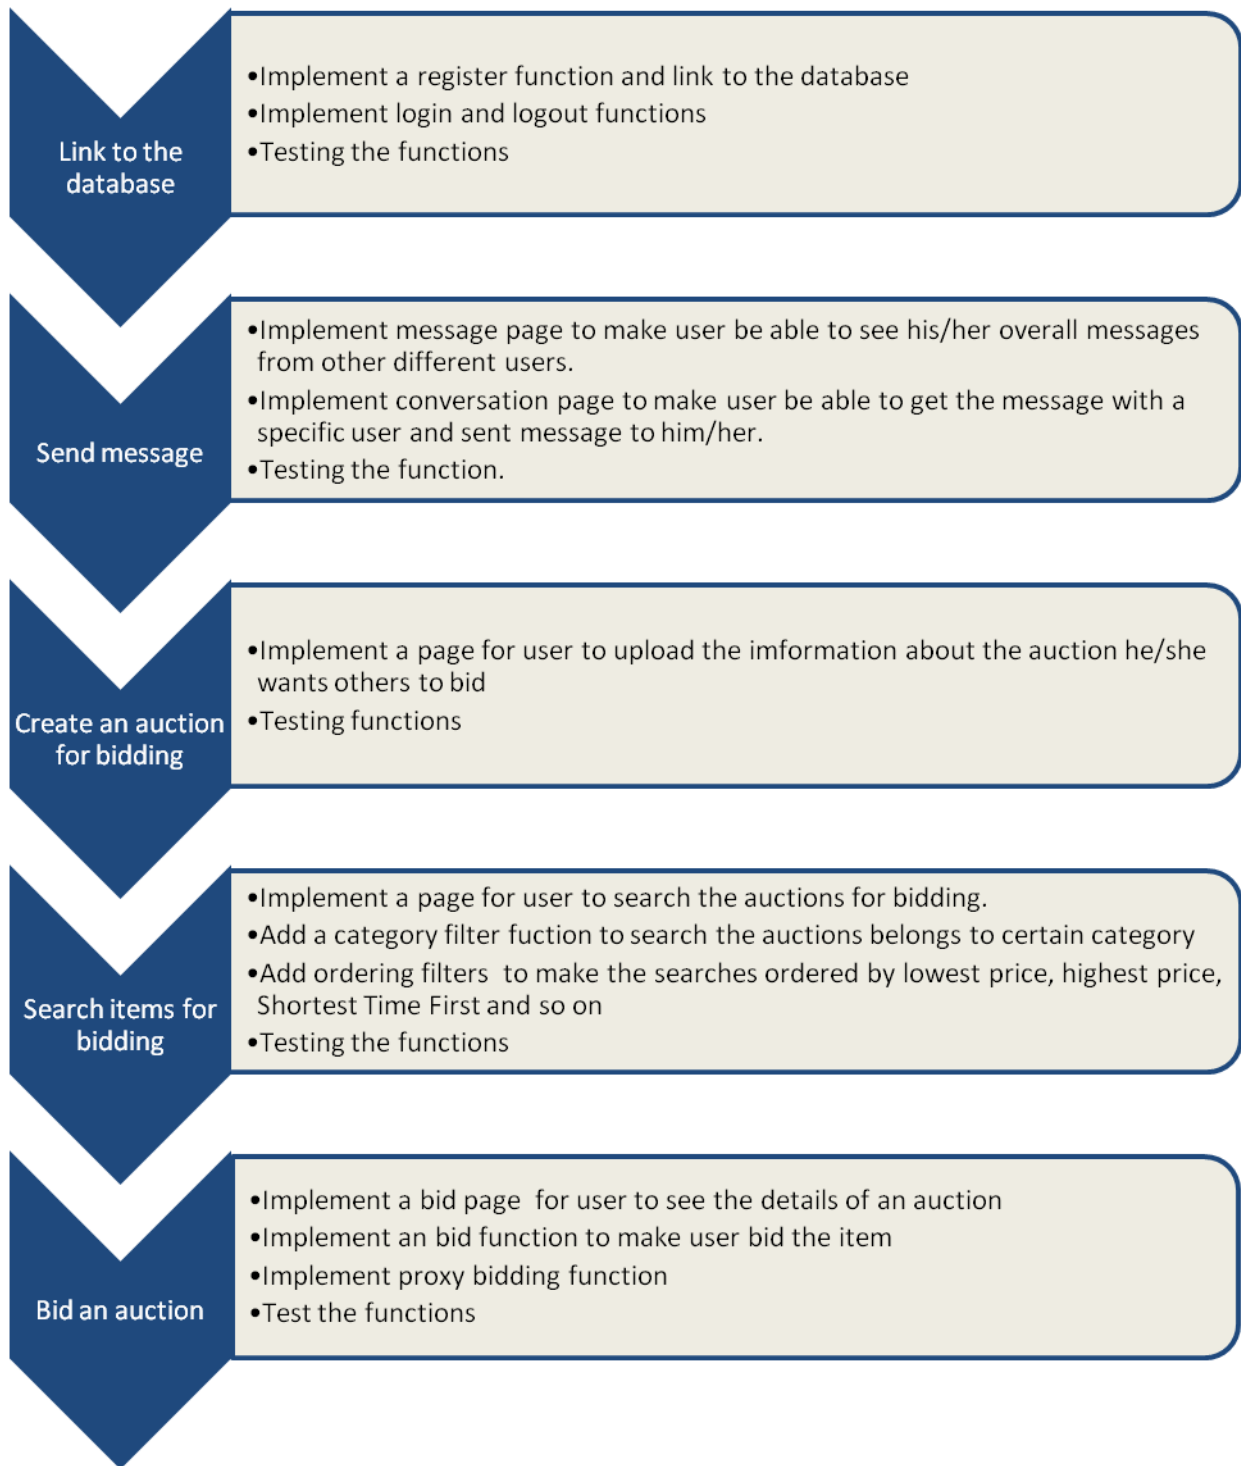 Link to the
database
•Implement a register function and link to the database
•Implement login and logout functions
•Testing the functions
Send message
•Implement message page to make user be able to see his/her overall messages
from other different users.
•Implement conversation page to make user be able to get the message with a
specific user and sent message to him/her.
•Testing the function.
Create an auction
for bidding
•Implement a page for user to upload the imformation about the auction he/she
wants others to bid
•Testing functions
Search items for
bidding
•Implement a page for user to search the auctions for bidding.
•Add a category filter fuction to search the auctions belongs to certain category
•Add ordering filters  to make the searches ordered by lowest price, highest price,
Shortest Time First and so on
•Testing the functions
Bid an auction
•Implement a bid page  for user to see the details of an auction
•Implement an bid function to make user bid the item
•Implement proxy bidding function
•Test the functions